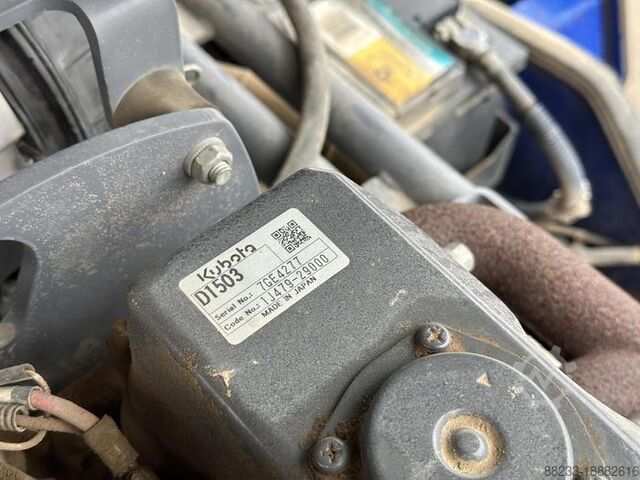 Kubota
D1503
Serial No.: 7GE4277
Code No.: 1J479-29000
MADE IN JAPAN
88233-18882616